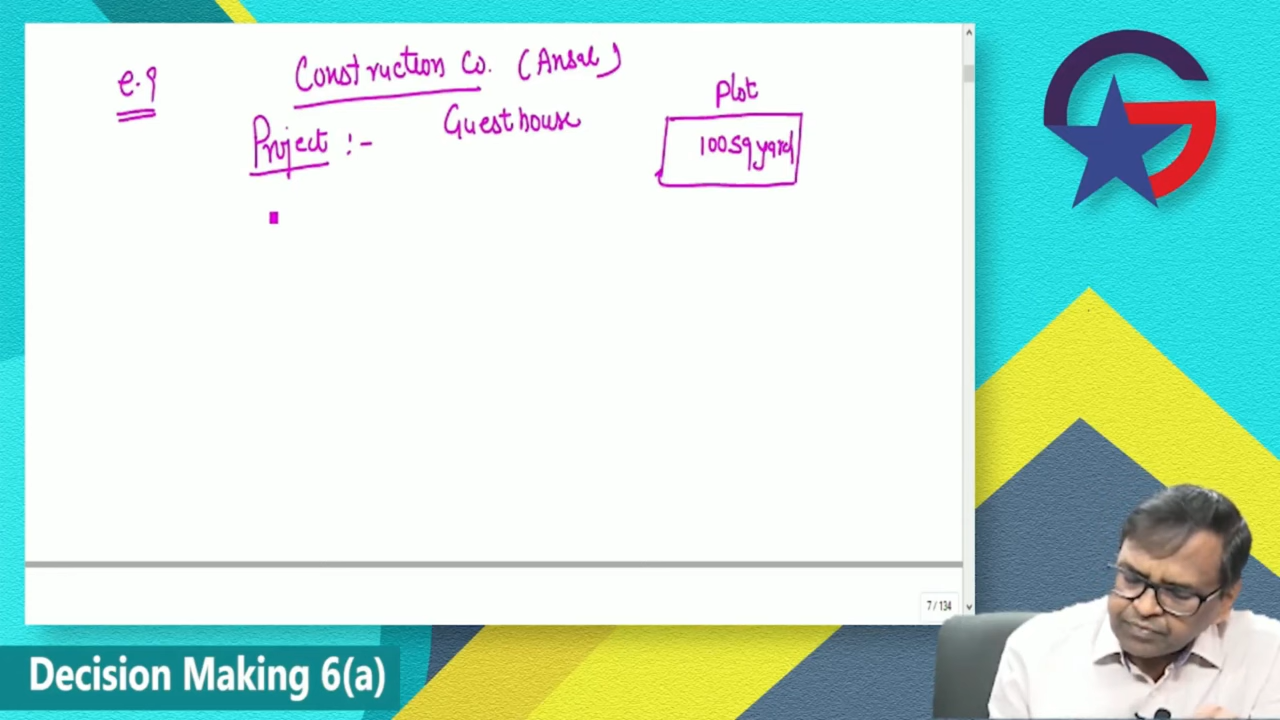 e.g Construction Co. (Ansal)
Project :- Guesthouse
Plot
100sq yard
7 / 134
Decision Making 6(a)